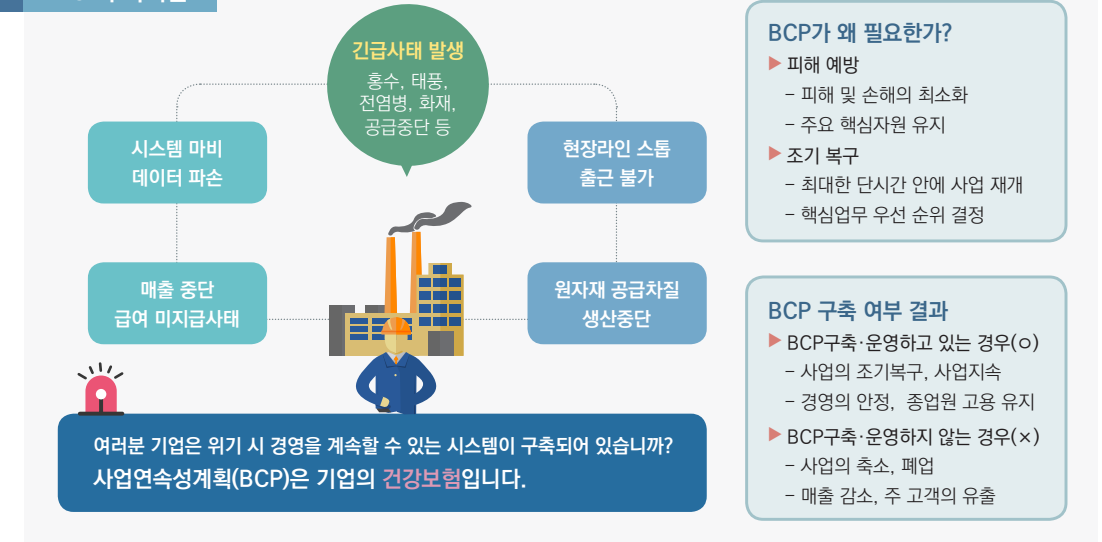 긴급사태 발생
홍수, 태풍,
전염병, 화재,
공급중단 등
시스템 마비
데이터 파손
현장라인 스톱
출근 불가
매출 중단
급여 미지급사태
원자재 공급차질
생산중단
여러분 기업은 위기 시 경영을 계속할 수 있는 시스템이 구축되어 있습니까?
사업연속성계획(BCP)은 기업의 건강보험입니다.
BCP가 왜 필요한가?
▶ 피해 예방
- 피해 및 손해의 최소화
- 주요 핵심자원 유지
▶ 조기 복구
- 최대한 단시간 안에 사업 재개
- 핵심업무 우선 순위 결정
BCP 구축 여부 결과
▶ BCP구축·운영하고 있는 경우(○)
- 사업의 조기복구, 사업지속
- 경영의 안정, 종업원 고용 유지
▶ BCP구축·운영하지 않는 경우(×)
- 사업의 축소, 폐업
- 매출 감소, 주 고객의 유출